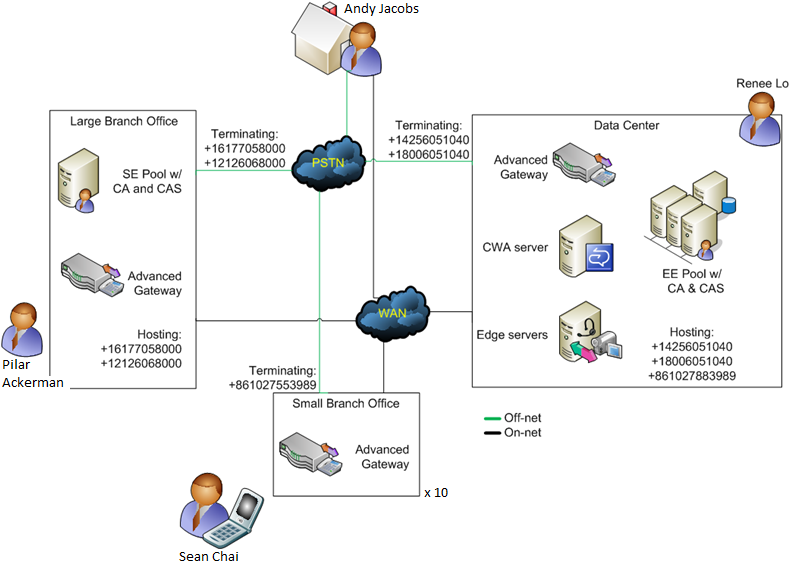 Andy Jacobs
Renee Lo
Large Branch Office
Terminating:
+16177058000
+12126068000
PSTN
Terminating:
+14256051040
+18006051040
Data Center
SE Pool w/
CA and CAS
Advanced
Gateway
CWA server
EE Pool w/
CA & CAS
Advanced
Gateway
WAN
Edge servers
Hosting:
+14256051040
+18006051040
+861027883989
Hosting:
+16177058000
+12126068000
Pilar
Ackerman
Terminating:
+861027553989
Small Branch Office
Advanced
Gateway
x 10
Off-net
On-net
Sean Chai